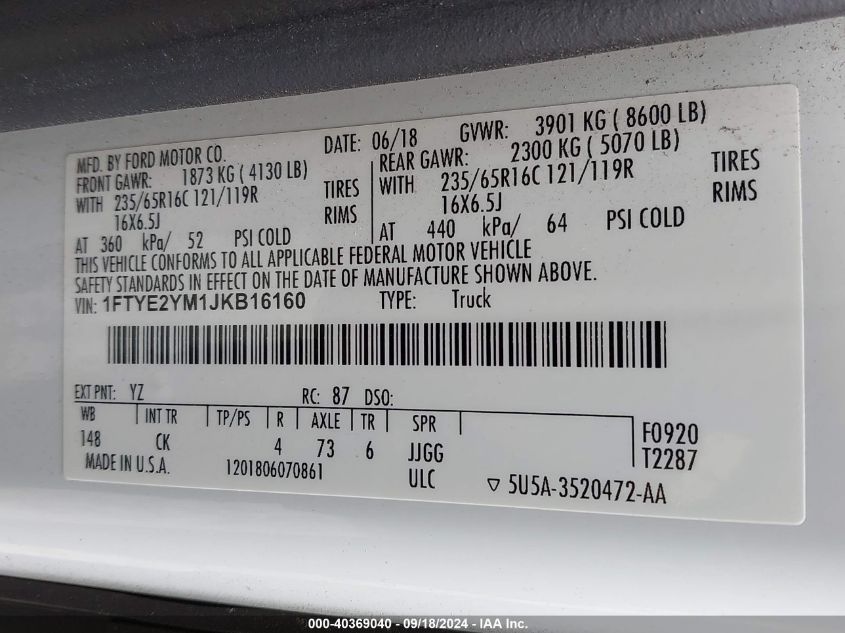 MFD. BY FORD MOTOR CO. DATE: 06/18 GVWR: 3901 KG ( 8600 LB)
FRONT GAWR: 1873 KG ( 4130 LB) REAR GAWR: 2300 KG ( 5070 LB)
WITH 235/65R16C 121/119R TIRES WITH 235/65R16C 121/119R TIRES
16X6.5J RIMS 16X6.5J RIMS
AT 360 kPa/ 52 PSI COLD AT 440 kPa/ 64 PSI COLD
THIS VEHICLE CONFORMS TO ALL APPLICABLE FEDERAL MOTOR VEHICLE
SAFETY STANDARDS IN EFFECT ON THE DATE OF MANUFACTURE SHOWN ABOVE.
VIN: 1FTYE2YM1JKB16160 TYPE: Truck
EXT PNT: YZ RC: 87 DSO:
WB INT TR TP/PS R AXLE TR SPR
148 CK 4 73 6 JJGG F0920
MADE IN U.S.A. 1201806070861 ULC T2287
5U5A-3520472-AA
000-40369040 - 09/18/2024 - IAA Inc.